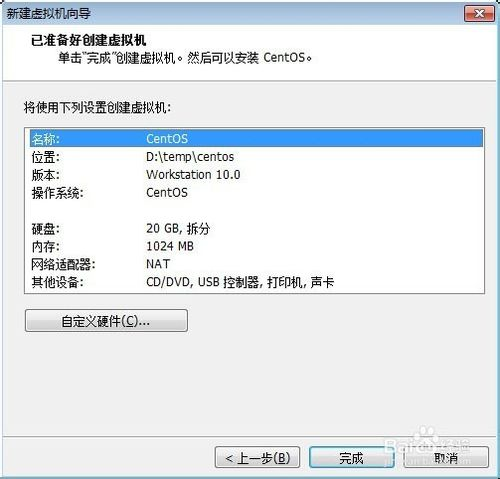 新建虚拟机向导
已准备好创建虚拟机
单击“完成”创建虚拟机。然后可以安装 CentOS。
将使用下列设置创建虚拟机:
名称: CentOS
位置: D:\temp\centos
版本: Workstation 10.0
操作系统: CentOS
硬盘: 20 GB, 拆分
内存: 1024 MB
网络适配器: NAT
其他设备: CD/DVD, USB 控制器, 打印机, 声卡
自定义硬件(C)...
< 上一步(B)
完成
取消
Baidu 经验